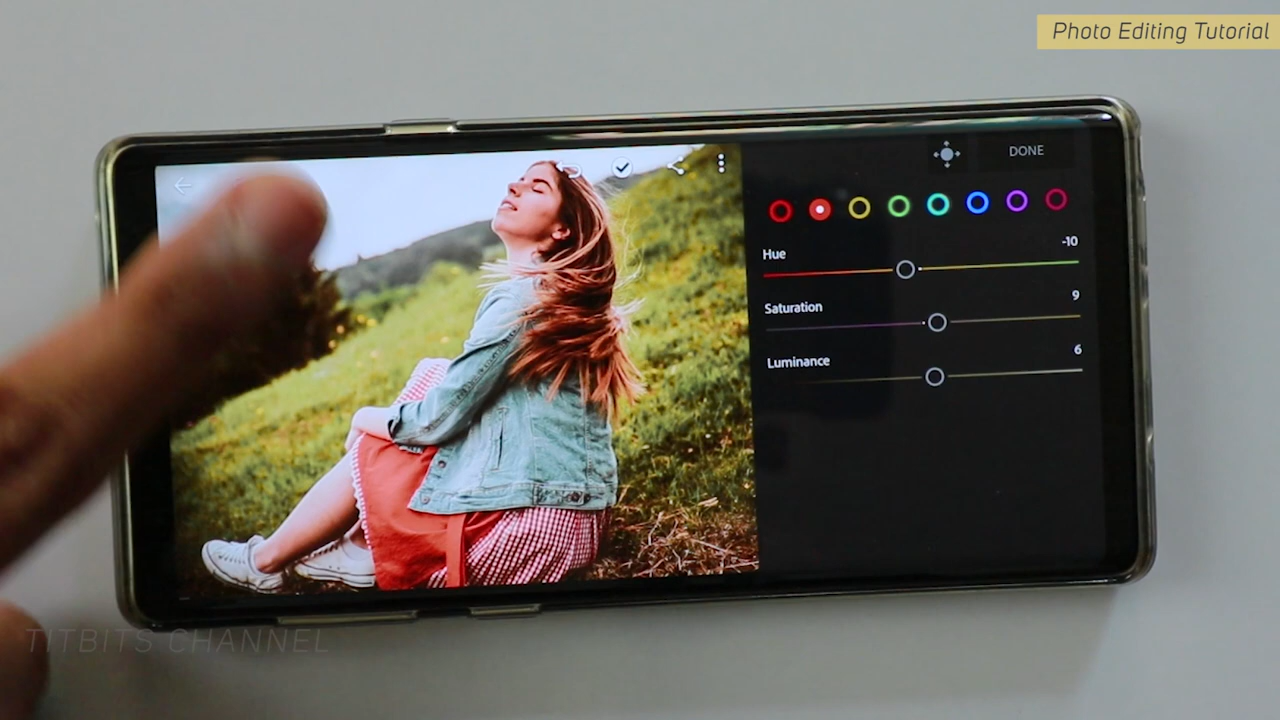 Photo Editing Tutorial
DONE
Hue -10
Saturation 9
Luminance 6
TITBITS CHANNEL